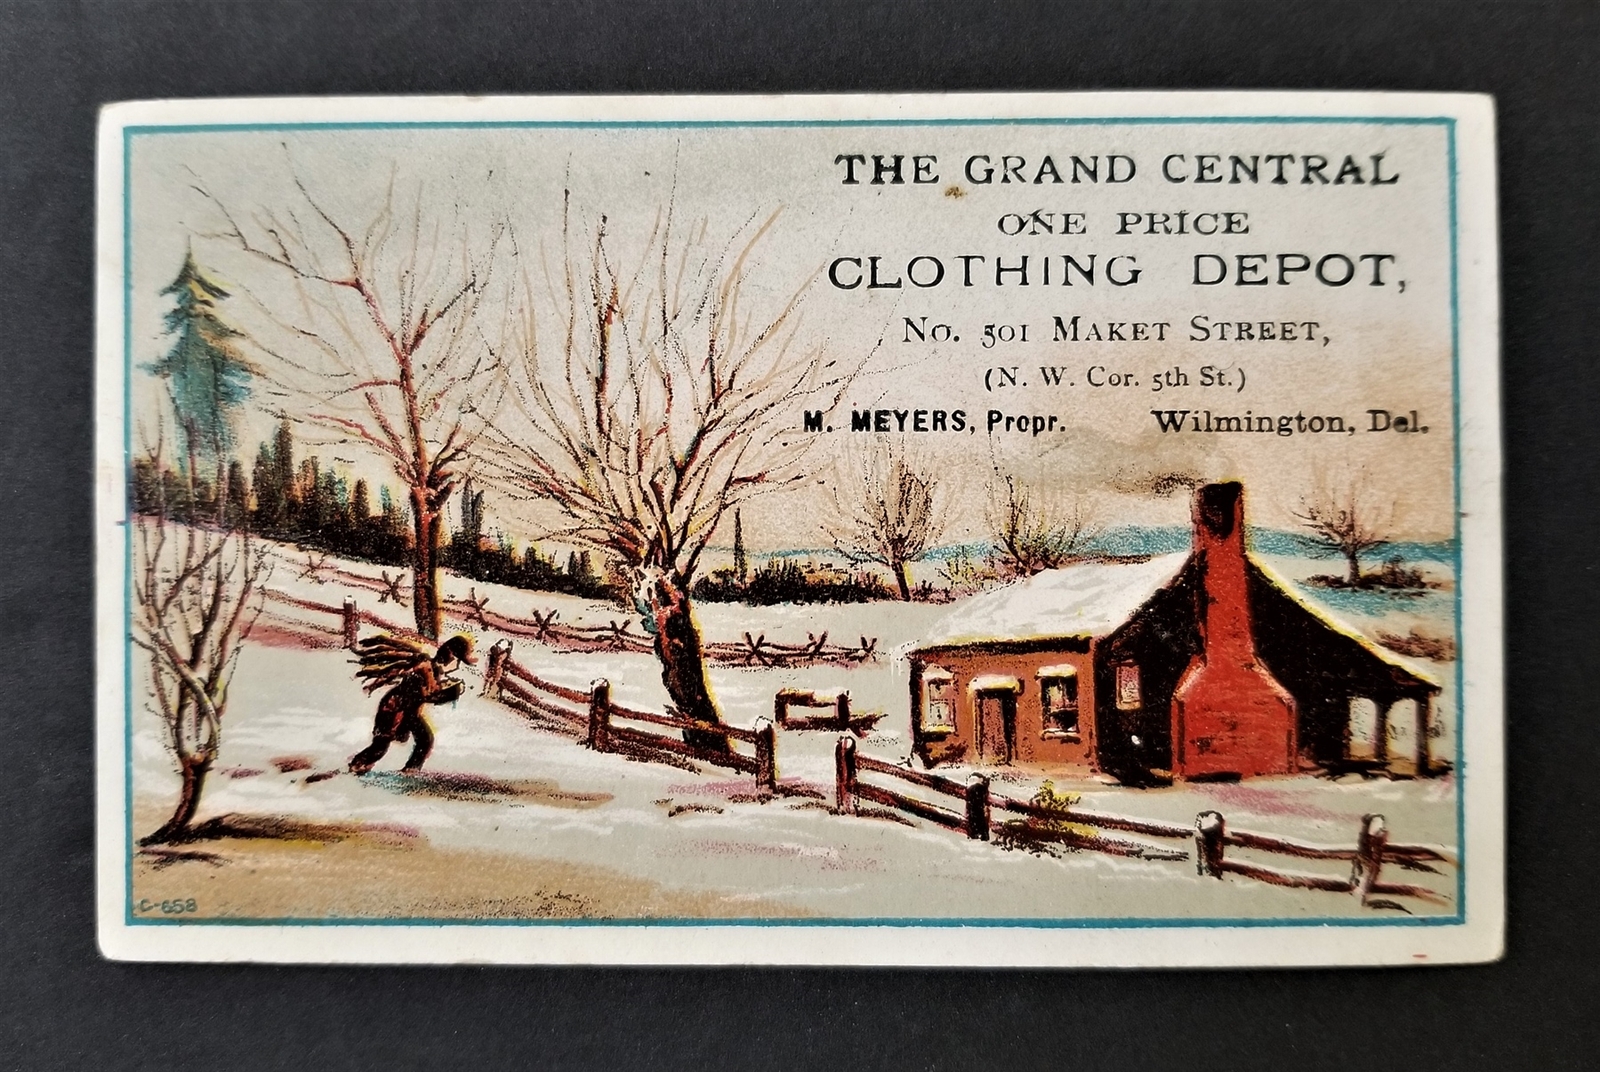 THE GRAND CENTRAL
ONE PRICE
CLOTHING DEPOT,
No. 501 MAKET STREET,
(N. W. Cor. 5th St.)
M. MEYERS, Propr. Wilmington, Del.
C-658